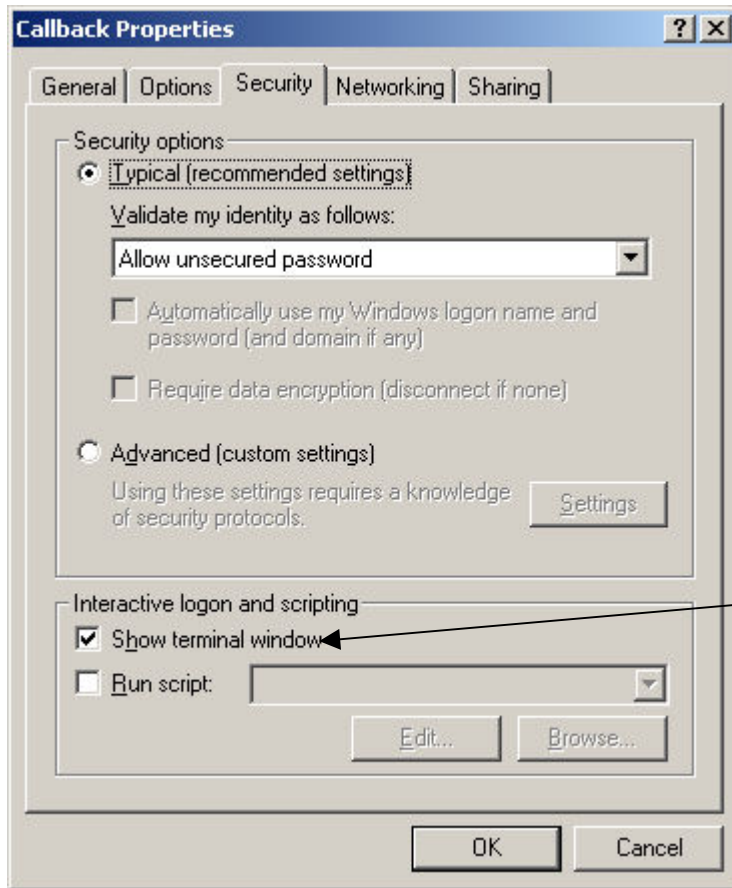 Callback Properties
General
Options
Security
Networking
Sharing
Security options
Typical (recommended settings)
Validate my identity as follows:
Allow unsecured password
Automatically use my Windows logon name and
password (and domain if any)
Require data encryption (disconnect if none)
Advanced (custom settings)
Using these settings requires a knowledge
of security protocols.
Settings
Interactive logon and scripting
Show terminal window
Run script:
Edit...
Browse...
OK
Cancel